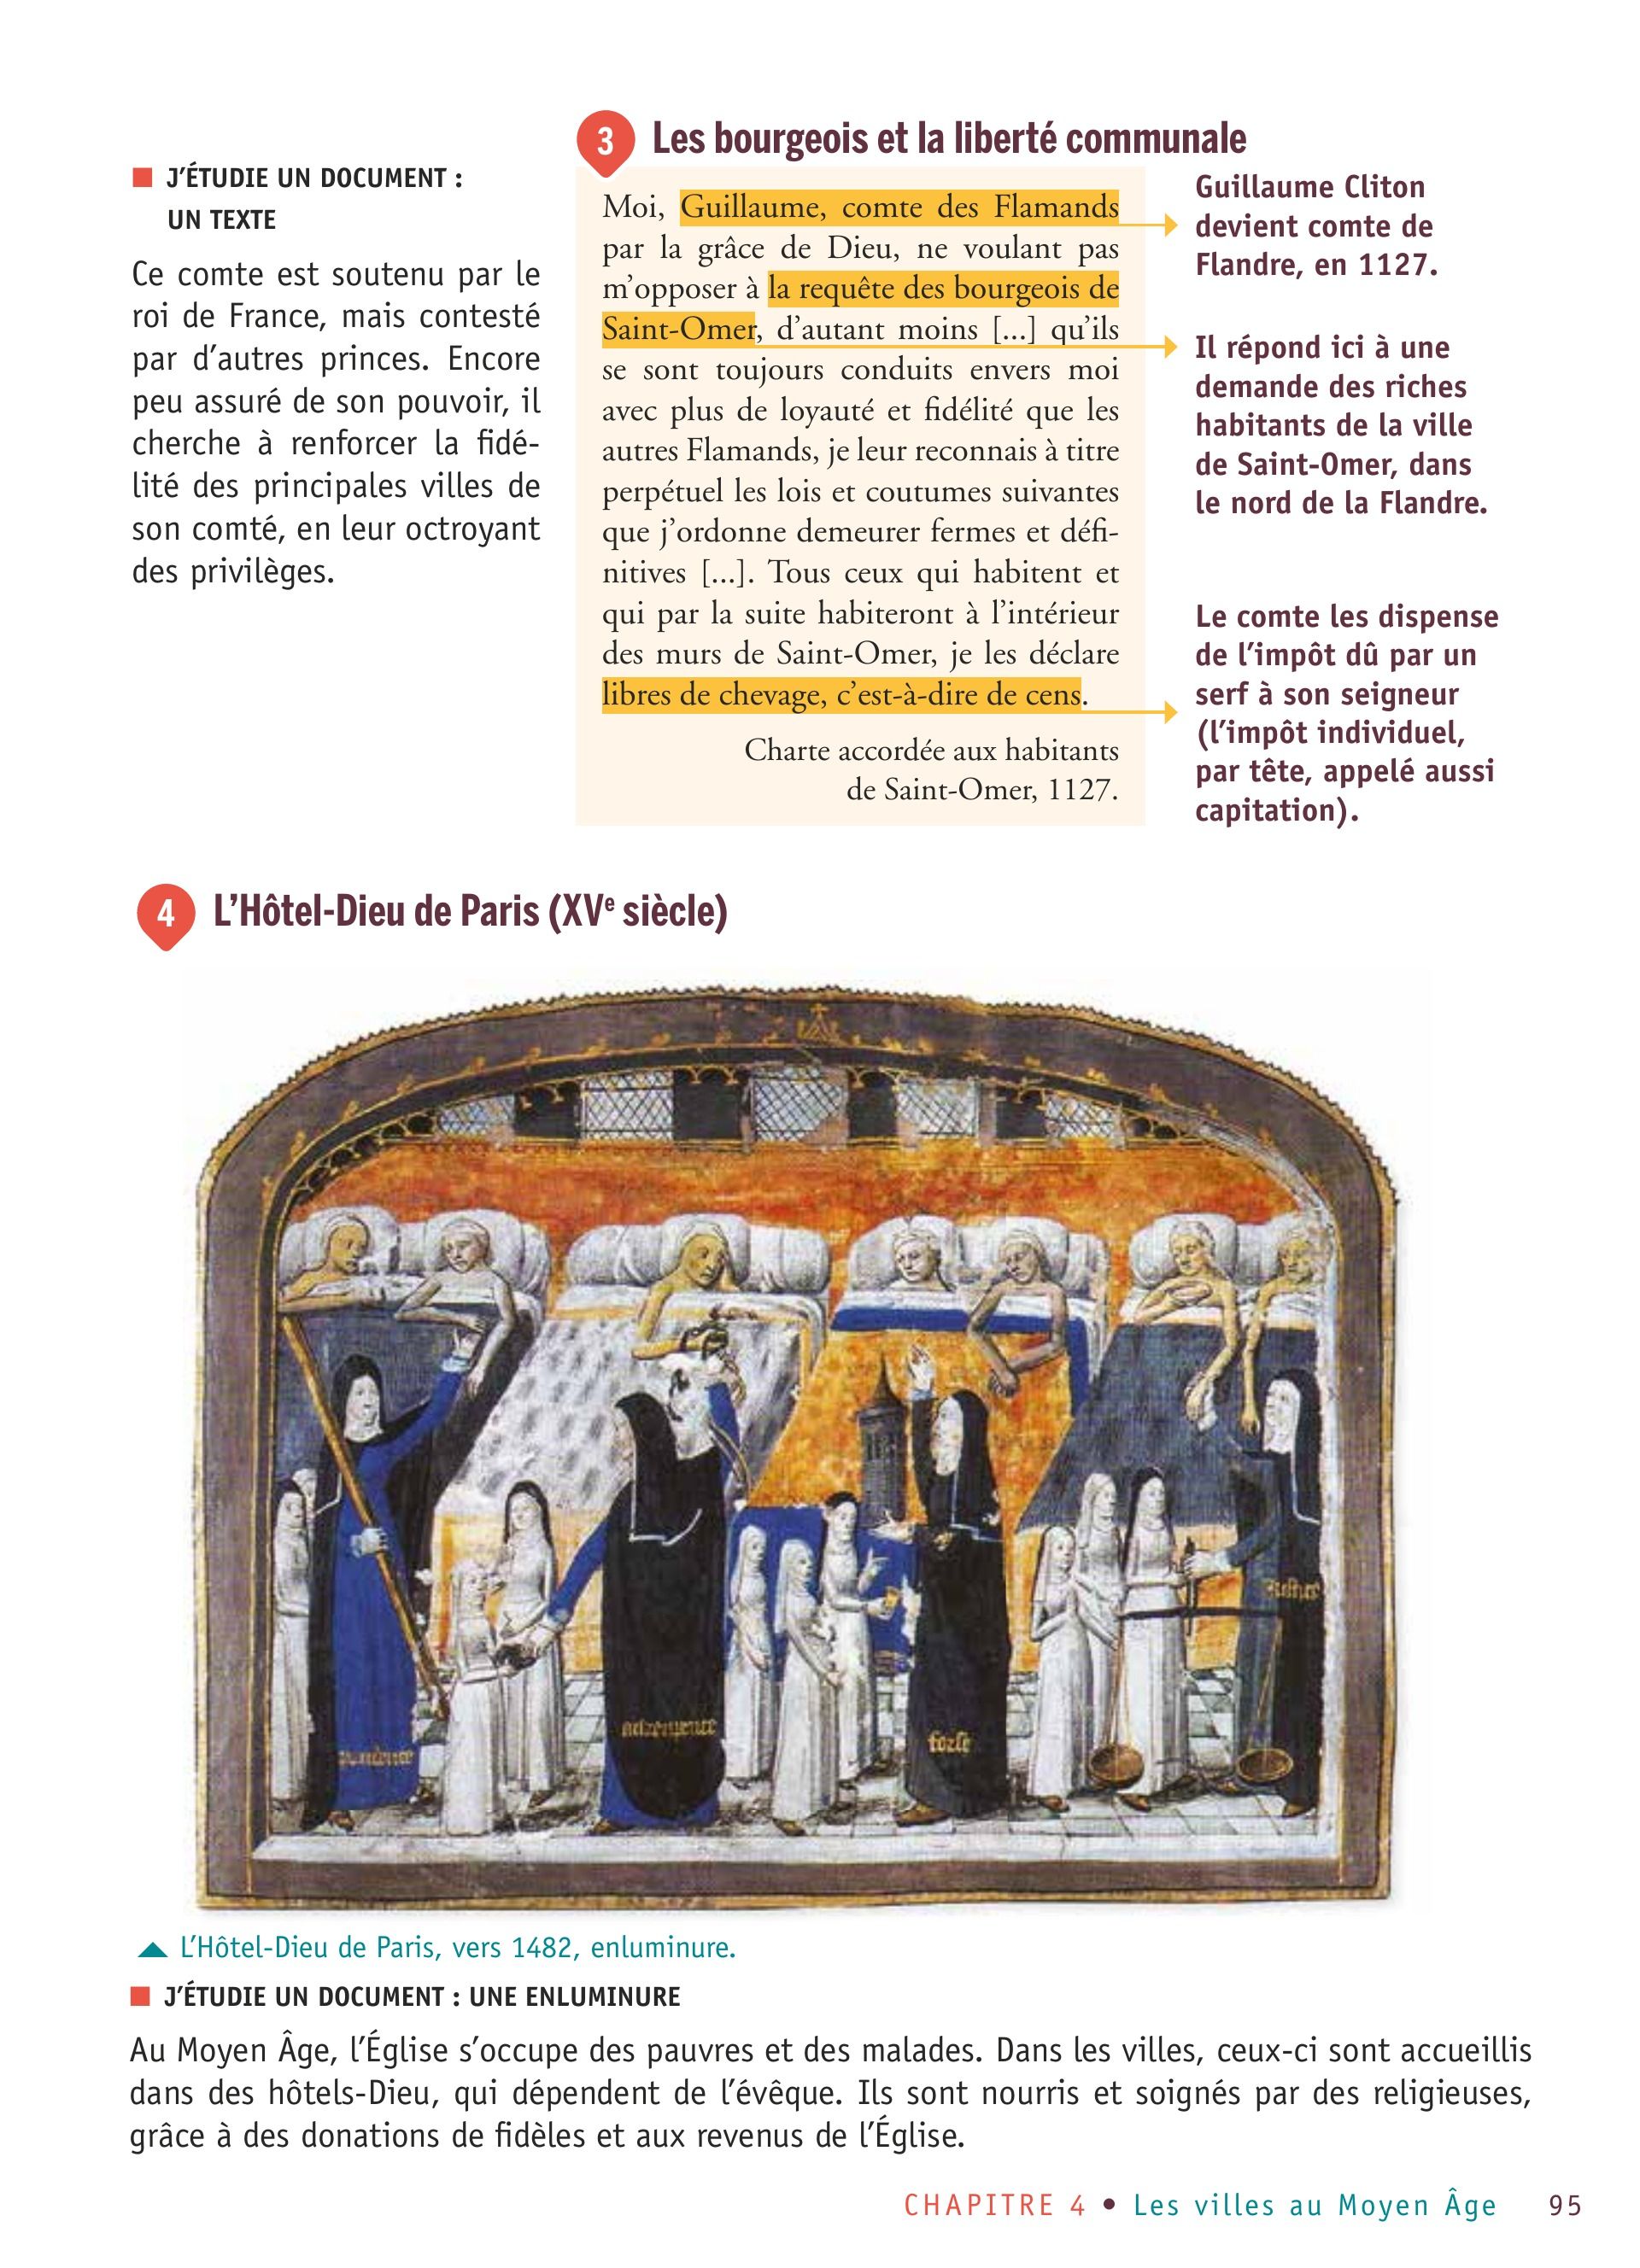 ■ J'ÉTUDIE UN DOCUMENT :
UN TEXTE
Ce comte est soutenu par le
roi de France, mais contesté
par d'autres princes. Encore
peu assuré de son pouvoir, il
cherche à renforcer la fidé-
lité des principales villes de
son comté, en leur octroyant
des privilèges.
3 Les bourgeois et la liberté communale
Moi, Guillaume, comte des Flamands
par la grâce de Dieu, ne voulant pas
m'opposer à la requête des bourgeois de
Saint-Omer, d'autant moins [...] qu'ils
se sont toujours conduits envers moi
avec plus de loyauté et fidélité que les
autres Flamands, je leur reconnais à titre
perpétuel les lois et coutumes suivantes
que j'ordonne demeurer fermes et défi-
nitives [...]. Tous ceux qui habitent et
qui par la suite habiteront à l'intérieur
des murs de Saint-Omer, je les déclare
libres de chevage, c'est-à-dire de cens.
Charte accordée aux habitants
de Saint-Omer, 1127.
Guillaume Cliton
devient comte de
Flandre, en 1127.
Il répond ici à une
demande des riches
habitants de la ville
de Saint-Omer, dans
le nord de la Flandre.
Le comte les dispense
de l'impôt dû par un
serf à son seigneur
(l'impôt individuel,
par tête, appelé aussi
capitation).
4 L'Hôtel-Dieu de Paris (XVe siècle)
forse
▲ L'Hôtel-Dieu de Paris, vers 1482, enluminure.
■ J'ÉTUDIE UN DOCUMENT : UNE ENLUMINURE
Au Moyen Âge, l'Église s'occupe des pauvres et des malades. Dans les villes, ceux-ci sont accueillis
dans des hôtels-Dieu, qui dépendent de l'évêque. Ils sont nourris et soignés par des religieuses,
grâce à des donations de fidèles et aux revenus de l'Église.
CHAPITRE 4 • Les villes au Moyen Âge 95